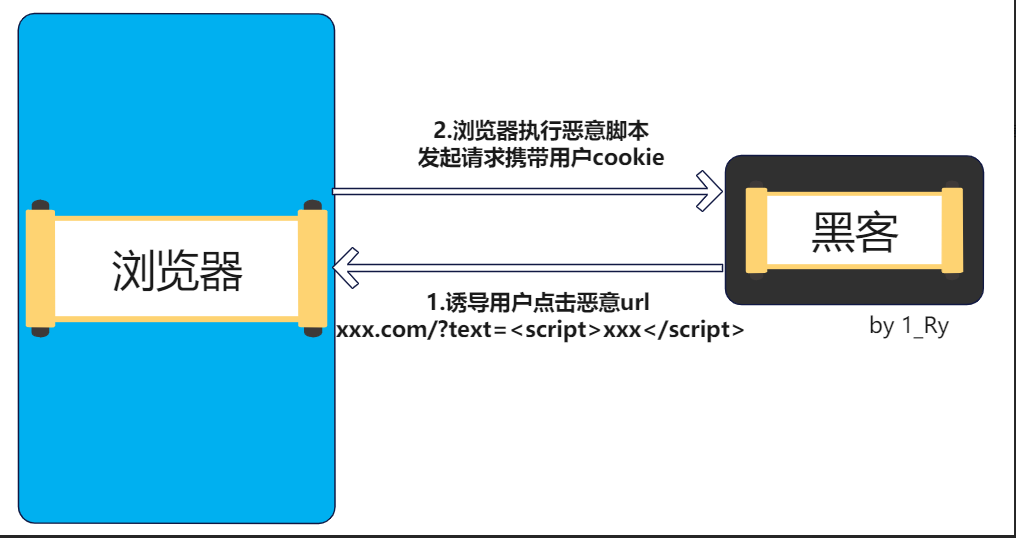 2.浏览器执行恶意脚本
发起请求携带用户cookie
黑客
浏览器
1.诱导用户点击恶意url
xxx.com/?text=<script>xxx</script>
by 1_Ry